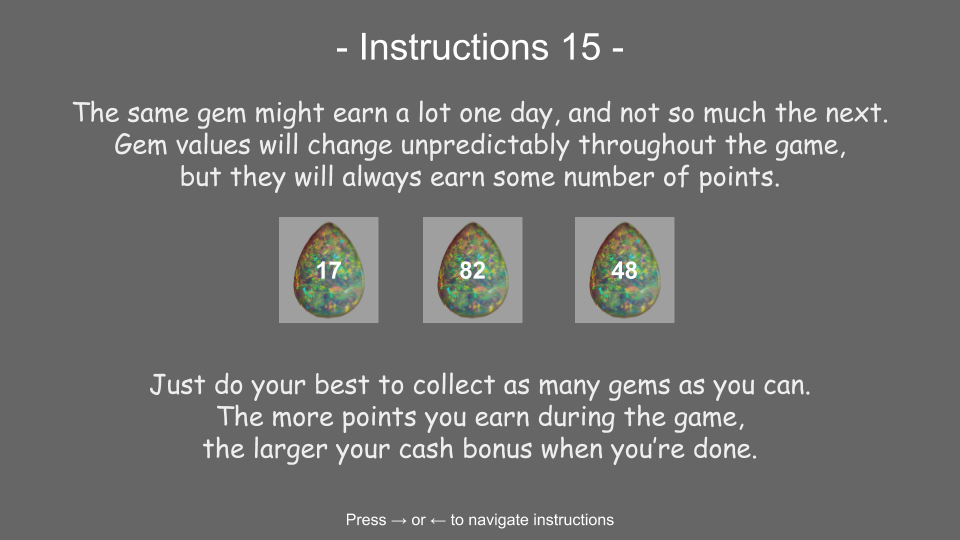 - Instructions 15 -
The same gem might earn a lot one day, and not so much the next.
Gem values will change unpredictably throughout the game,
but they will always earn some number of points.
17 82 48
Just do your best to collect as many gems as you can.
The more points you earn during the game,
the larger your cash bonus when you're done.
Press → or ← to navigate instructions